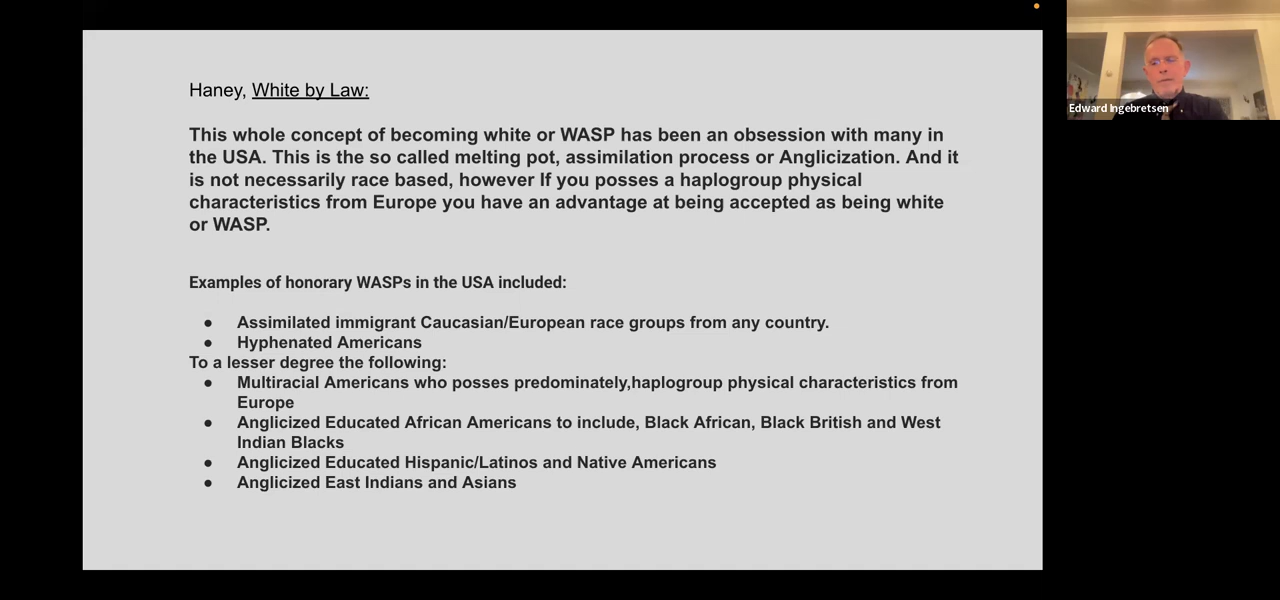 Haney, White by Law:
This whole concept of becoming white or WASP has been an obsession with many in
the USA. This is the so called melting pot, assimilation process or Anglicization. And it
is not necessarily race based, however If you posses a haplogroup physical
characteristics from Europe you have an advantage at being accepted as being white
or WASP.
Examples of honorary WASPs in the USA included:
● Assimilated immigrant Caucasian/European race groups from any country.
● Hyphenated Americans
To a lesser degree the following:
● Multiracial Americans who posses predominately,haplogroup physical characteristics from
Europe
● Anglicized Educated African Americans to include, Black African, Black British and West
Indian Blacks
● Anglicized Educated Hispanic/Latinos and Native Americans
● Anglicized East Indians and Asians
Edward Ingebretsen